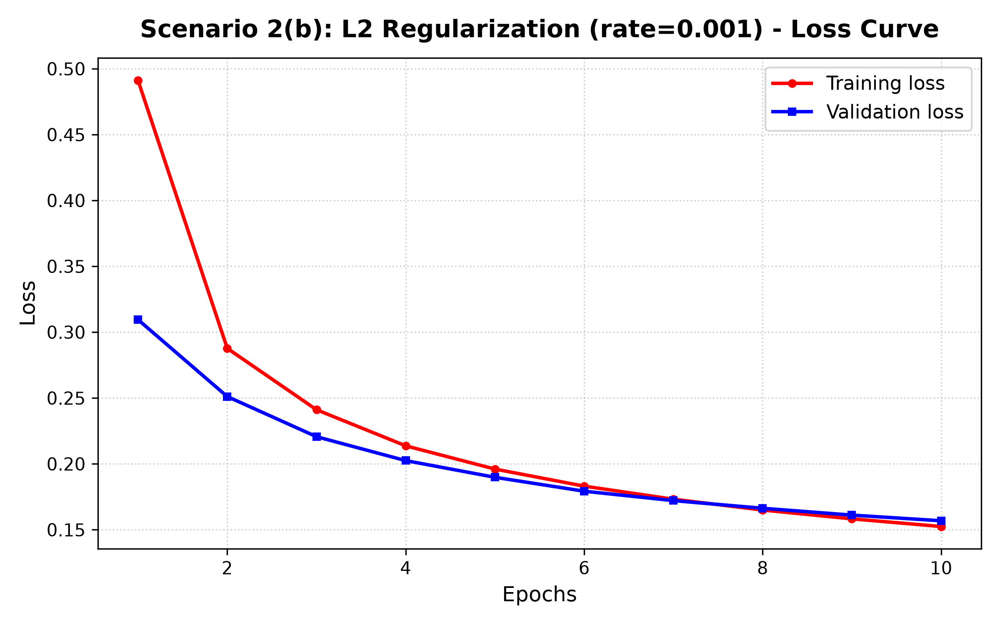 Scenario 2(b): L2 Regularization (rate=0.001) - Loss Curve
Training loss
Validation loss
0.50
0.45
0.40
0.35
0.30
0.25
0.20
0.15
Loss
2 4 6 8 10
Epochs